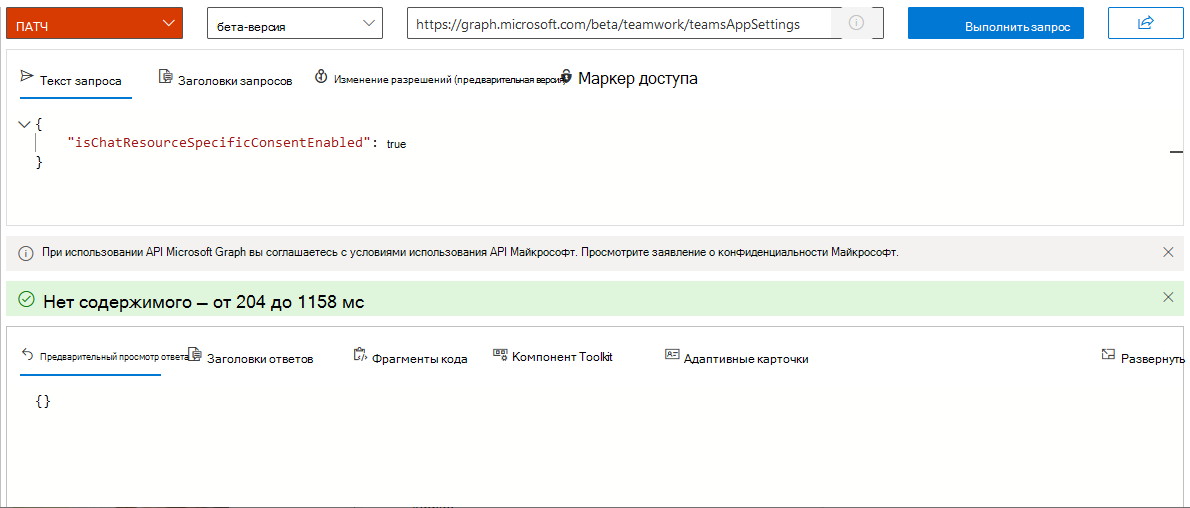 ПАТЧ бета-версия https://graph.microsoft.com/beta/teamwork/teamsAppSettings Выполнить запрос
Текст запроса Заголовки запросов Изменение разрешений (предварительная версия) Маркер доступа
{
"isChatResourceSpecificConsentEnabled": true
}
При использовании API Microsoft Graph вы соглашаетесь с условиями использования API Майкрософт. Просмотрите заявление о конфиденциальности Майкрософт.
Нет содержимого — от 204 до 1158 мс
Предварительный просмотр ответа Заголовки ответов Фрагменты кода Компонент Toolkit Адаптивные карточки Развернуть
{}